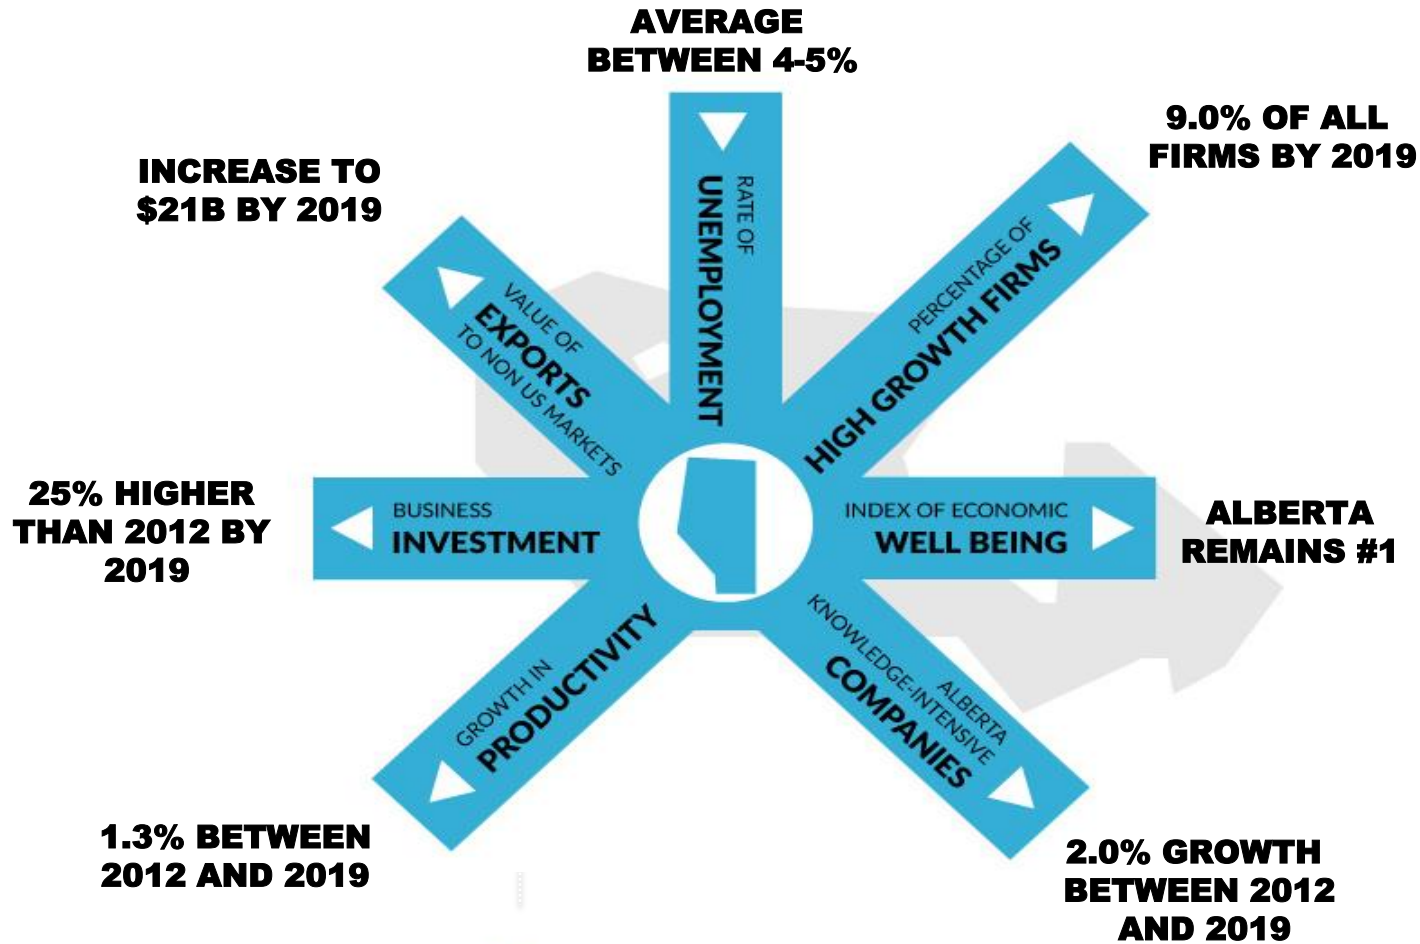 AVERAGE
BETWEEN 4-5%
RATE OF
UNEMPLOYMENT
9.0% OF ALL
FIRMS BY 2019
PERCENTAGE OF
HIGH GROWTH FIRMS
INCREASE TO
$21B BY 2019
VALUE OF
EXPORTS
TO NON US MARKETS
25% HIGHER
THAN 2012 BY
2019
BUSINESS
INVESTMENT
INDEX OF ECONOMIC
WELL BEING
ALBERTA
REMAINS #1
GROWTH IN
PRODUCTIVITY
1.3% BETWEEN
2012 AND 2019
ALBERTA
KNOWLEDGE-INTENSIVE
COMPANIES
2.0% GROWTH
BETWEEN 2012
AND 2019